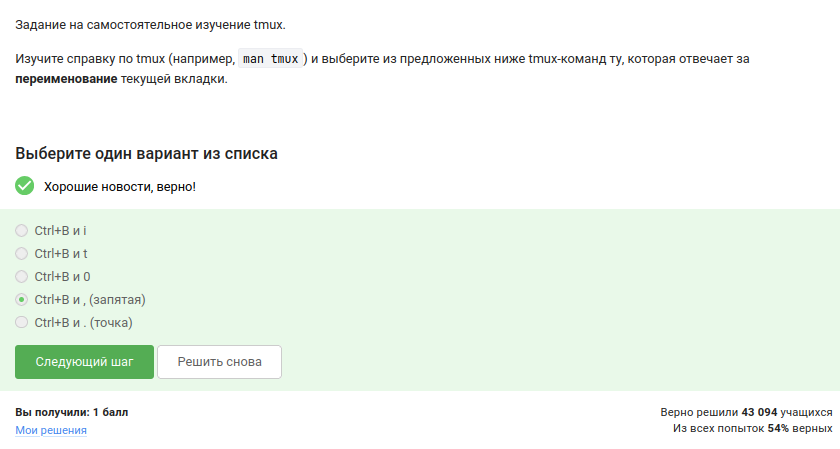 Задание на самостоятельное изучение tmux.
Изучите справку по tmux (например, man tmux) и выберите из предложенных ниже tmux-команд ту, которая отвечает за
переименование текущей вкладки.
Выберите один вариант из списка
Хорошие новости, верно!
Ctrl+B и i
Ctrl+B и t
Ctrl+B и 0
Ctrl+B и , (запятая)
Ctrl+B и . (точка)
Следующий шаг Решить снова
Вы получили: 1 балл
Мои решения
Верно решили 43 094 учащихся
Из всех попыток 54% верных